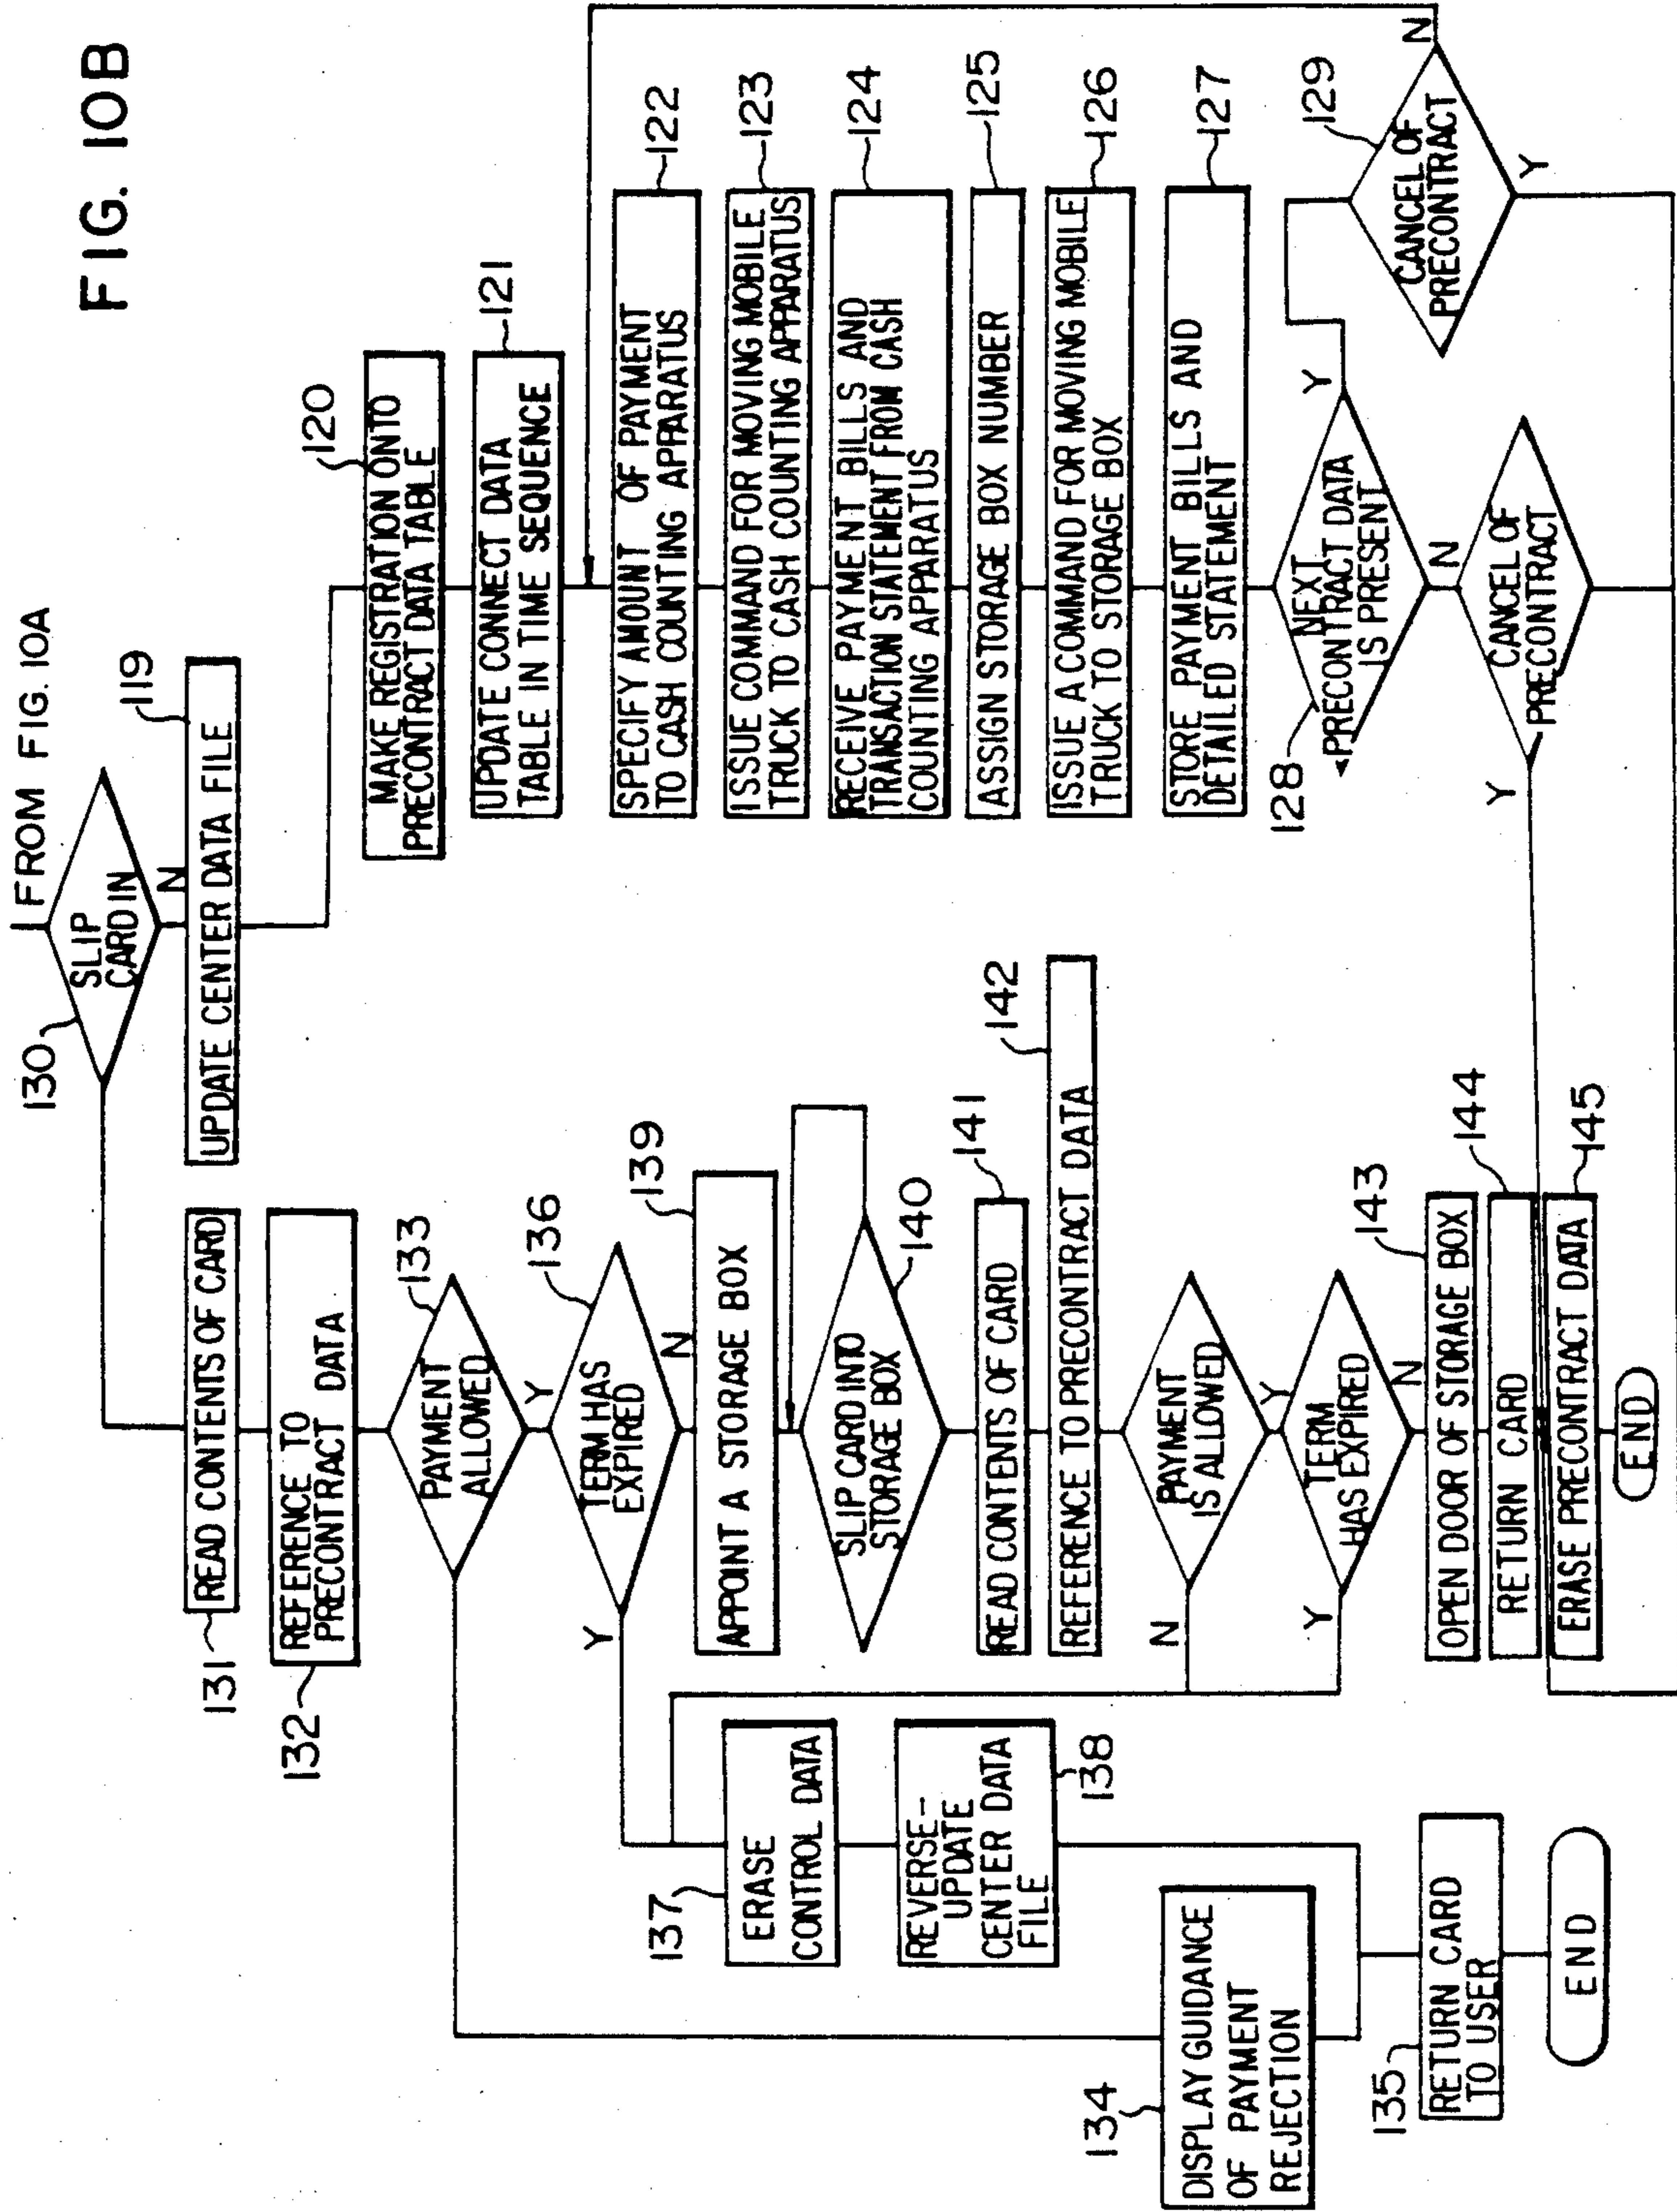 FIG. 10B
FROM FIG. 10A
130
SLIP
CARD IN
N
119
UPDATE CENTER DATA FILE
120
MAKE REGISTRATION ONTO
PRECONTRACT DATA TABLE
121
UPDATE CONNECT DATA
TABLE IN TIME SEQUENCE
122
SPECIFY AMOUNT OF PAYMENT
TO CASH COUNTING APPARATUS
123
ISSUE COMMAND FOR MOVING MOBILE
TRUCK TO CASH COUNTING APPARATUS
124
RECEIVE PAYMENT BILLS AND
TRANSACTION STATEMENT FROM CASH
COUNTING APPARATUS
125
ASSIGN STORAGE BOX NUMBER
126
ISSUE A COMMAND FOR MOVING MOBILE
TRUCK TO STORAGE BOX
127
STORE PAYMENT BILLS AND
DETAILED STATEMENT
128
NEXT
PRECONTRACT DATA
IS PRESENT
Y
N
129
CANCEL OF
PRECONTRACT
N
Y
CANCEL OF
PRECONTRACT
Y
131
READ CONTENTS OF CARD
132
REFERENCE TO
PRECONTRACT DATA
133
PAYMENT
ALLOWED
Y
136
TERM HAS
EXPIRED
Y
N
139
APPOINT A STORAGE BOX
140
SLIP CARD INTO
STORAGE BOX
141
READ CONTENTS OF CARD
142
REFERENCE TO PRECONTRACT DATA
PAYMENT
IS ALLOWED
N
Y
TERM
HAS EXPIRED
Y
N
143
OPEN DOOR OF STORAGE BOX
144
RETURN CARD
145
ERASE PRECONTRACT DATA
END
137
ERASE
CONTROL DATA
138
REVERSE-
UPDATE
CENTER DATA
FILE
134
DISPLAY GUIDANCE
OF PAYMENT
REJECTION
135
RETURN CARD
TO USER
END